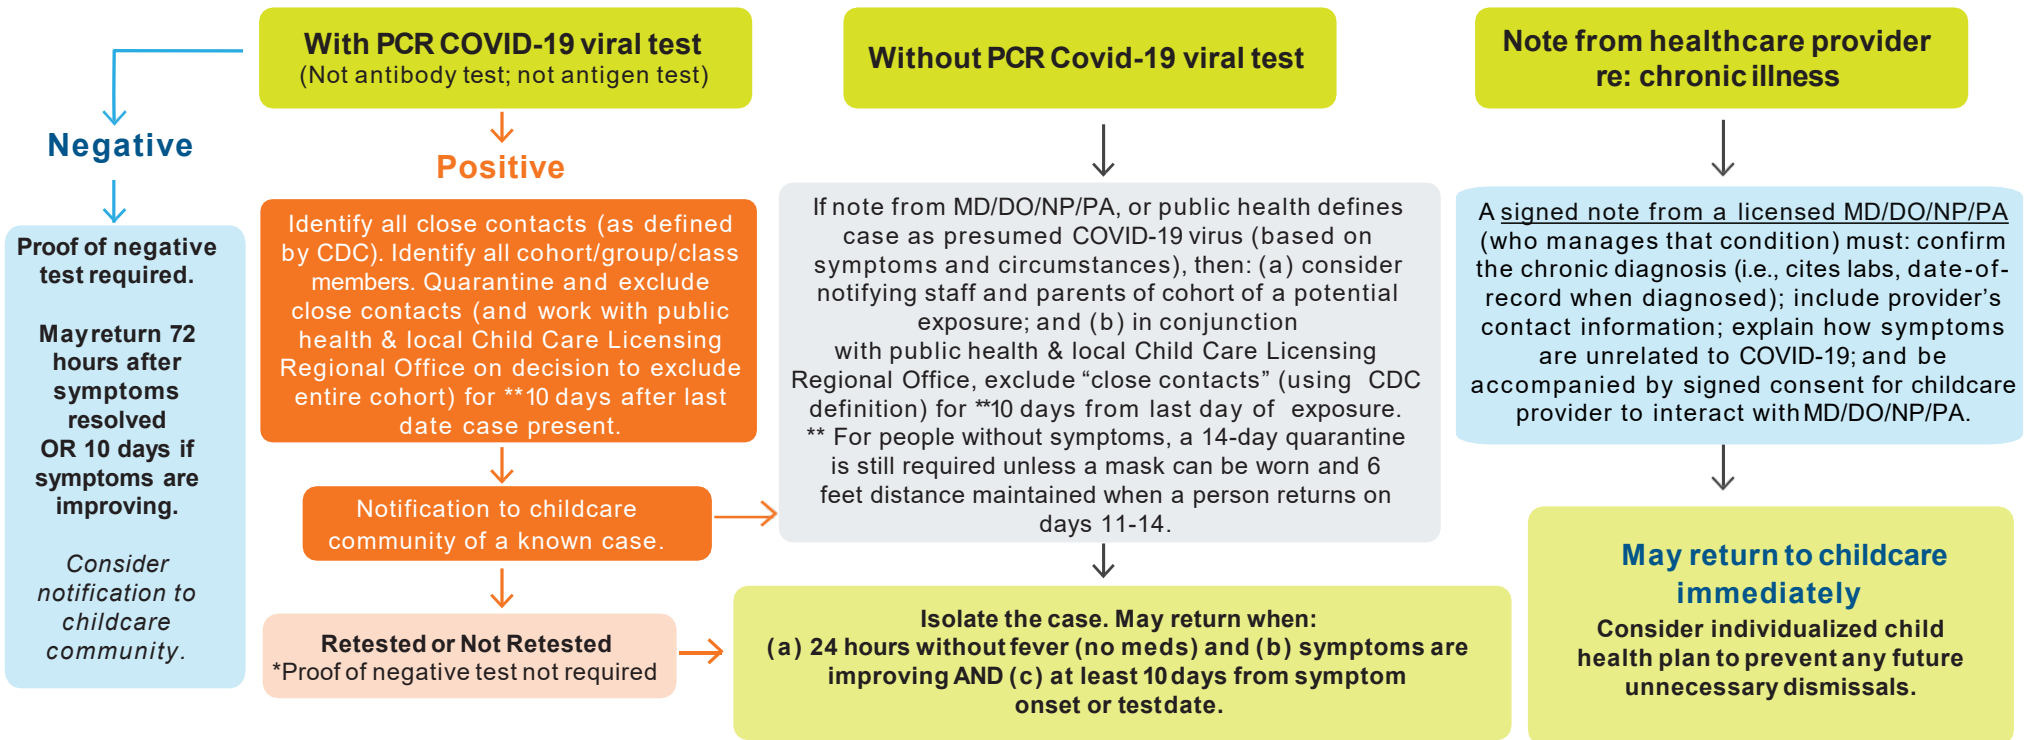 With PCR COVID-19 viral test
(Not antibody test; not antigen test)
Negative
Proof of negative
test required.
May return 72
hours after
symptoms
resolved
OR 10 days if
symptoms are
improving.
Consider
notification to
childcare
community.
Positive
Identify all close contacts (as defined
by CDC). Identify all cohort/group/class
members. Quarantine and exclude
close contacts (and work with public
health & local Child Care Licensing
Regional Office on decision to exclude
entire cohort) for **10 days after last
date case present.
Notification to childcare
community of a known case.
Retested or Not Retested
*Proof of negative test not required
Without PCR Covid-19 viral test
If note from MD/DO/NP/PA, or public health defines
case as presumed COVID-19 virus (based on
symptoms and circumstances), then: (a) consider
notifying staff and parents of cohort of a potential
exposure; and (b) in conjunction
with public health & local Child Care Licensing
Regional Office, exclude “close contacts” (using CDC
definition) for **10 days from last day of exposure.
** For people without symptoms, a 14-day quarantine
is still required unless a mask can be worn and 6
feet distance maintained when a person returns on
days 11-14.
Isolate the case. May return when:
(a) 24 hours without fever (no meds) and (b) symptoms are
improving AND (c) at least 10 days from symptom
onset or test date.
Note from healthcare provider
re: chronic illness
A signed note from a licensed MD/DO/NP/PA
(who manages that condition) must: confirm
the chronic diagnosis (i.e., cites labs, date-of-
record when diagnosed); include provider’s
contact information; explain how symptoms
are unrelated to COVID-19; and be
accompanied by signed consent for childcare
provider to interact with MD/DO/NP/PA.
May return to childcare
immediately
Consider individualized child
health plan to prevent any future
unnecessary dismissals.